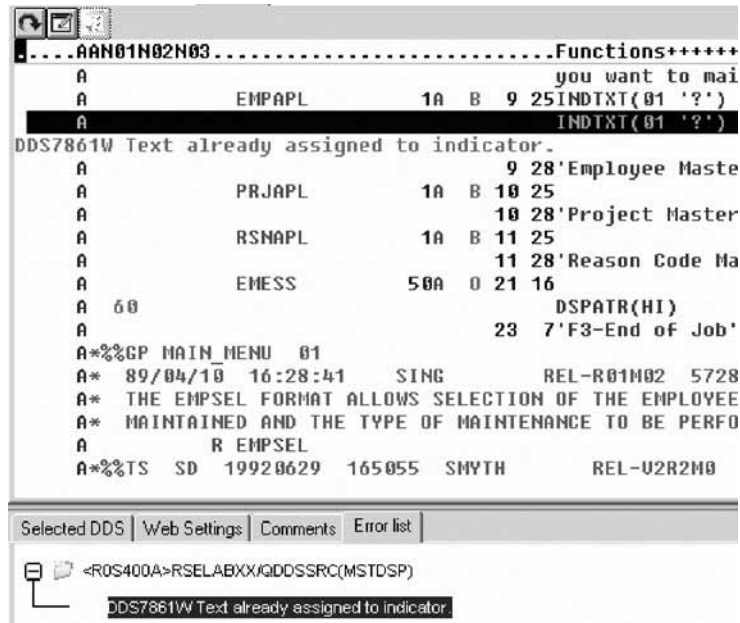 .....AAN01N02N03..............................Functions++++++
A you want to mai
A EMPAPL 1A B 9 25INDTXT(01 '?')
A INDTXT(01 '?')
DDS7861W Text already assigned to indicator.
A 9 28'Employee Maste
A PRJAPL 1A B 10 25
A 10 28'Project Master
A RSNAPL 1A B 11 25
A 11 28'Reason Code Ma
A EMESS 50A O 21 16
A 60 DSPATR(HI)
A 23 7'F3-End of Job'
A*%%GP MAIN_MENU 01
A* 89/04/10 16:28:41 SING REL-R01M02 5728
A* THE EMPSEL FORMAT ALLOWS SELECTION OF THE EMPLOYEE
A* MAINTAINED AND THE TYPE OF MAINTENANCE TO BE PERFO
A R EMPSEL
A*%%TS SD 19920629 165055 SMYTH REL-V2R2M0
Selected DDS Web Settings Comments Error list
<ROS400A>RSELABXX/QDDSSRC(MSTDSP)
DDS7861W Text already assigned to indicator.